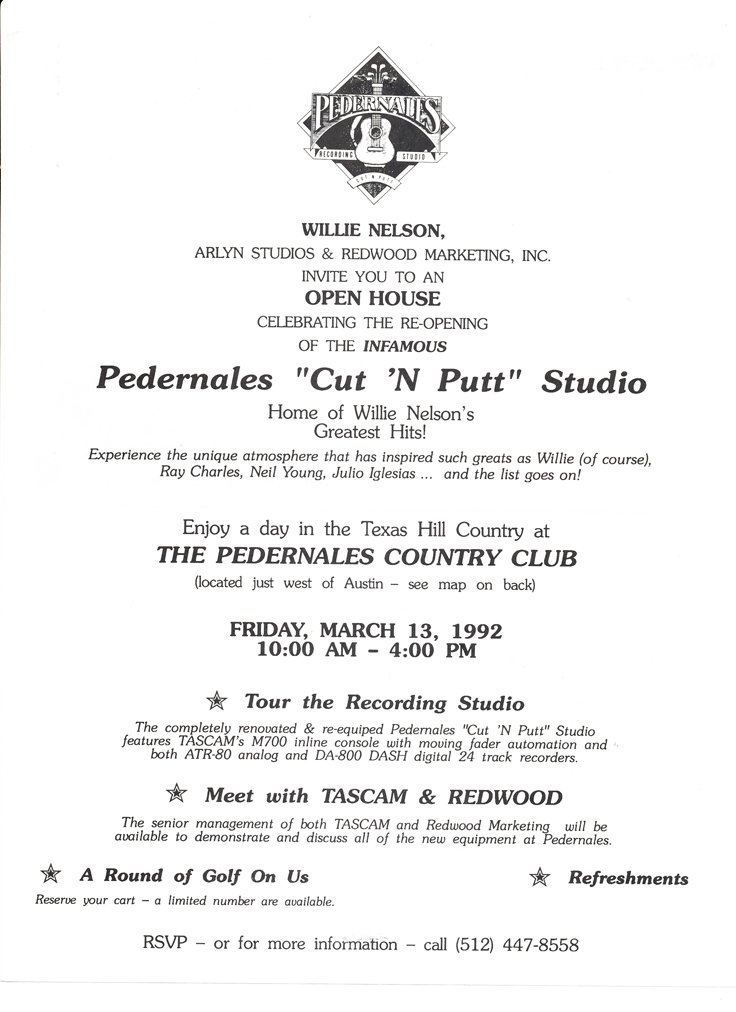 PEDERNALES
RECORDING STUDIO
CUT N PUTT
WILLIE NELSON,
ARLYN STUDIOS & REDWOOD MARKETING, INC.
INVITE YOU TO AN
OPEN HOUSE
CELEBRATING THE RE-OPENING
OF THE INFAMOUS
Pedernales "Cut 'N Putt" Studio
Home of Willie Nelson's
Greatest Hits!
Experience the unique atmosphere that has inspired such greats as Willie (of course),
Ray Charles, Neil Young, Julio Iglesias ... and the list goes on!
Enjoy a day in the Texas Hill Country at
THE PEDERNALES COUNTRY CLUB
(located just west of Austin – see map on back)
FRIDAY, MARCH 13, 1992
10:00 AM – 4:00 PM
Tour the Recording Studio
The completely renovated & re-equiped Pedernales "Cut 'N Putt" Studio
features TASCAM's M700 inline console with moving fader automation and
both ATR-80 analog and DA-800 DASH digital 24 track recorders.
Meet with TASCAM & REDWOOD
The senior management of both TASCAM and Redwood Marketing will be
available to demonstrate and discuss all of the new equipment at Pedernales.
A Round of Golf On Us
Reserve your cart – a limited number are available.
Refreshments
RSVP – or for more information – call (512) 447-8558